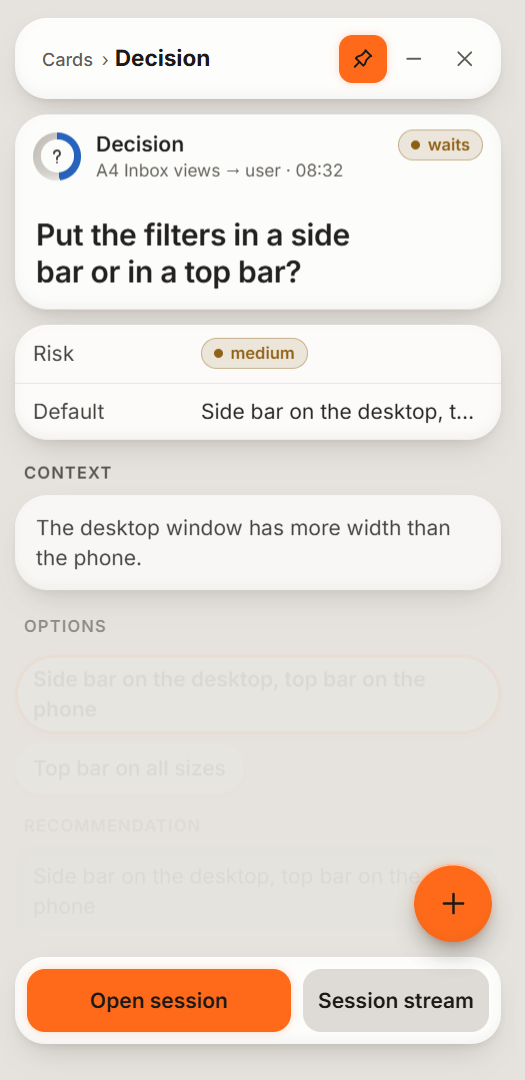 Cards › Decision
?
Decision
waits
A4 Inbox views → user · 08:32
Put the filters in a side
bar or in a top bar?
Risk
medium
Default
Side bar on the desktop, t...
CONTEXT
The desktop window has more width than
the phone.
OPTIONS
Side bar on the desktop, top bar on the
phone
Top bar on all sizes
RECOMMENDATION
Side bar on the desktop, top bar on the
phone
Open session
Session stream